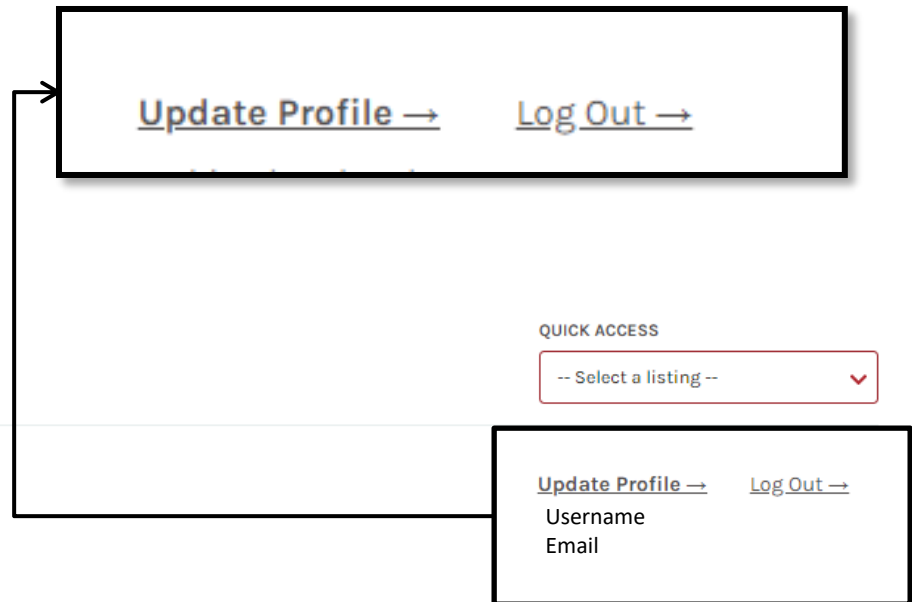 Update Profile → Log Out →
QUICK ACCESS
-- Select a listing --
Update Profile → Log Out →
Username
Email